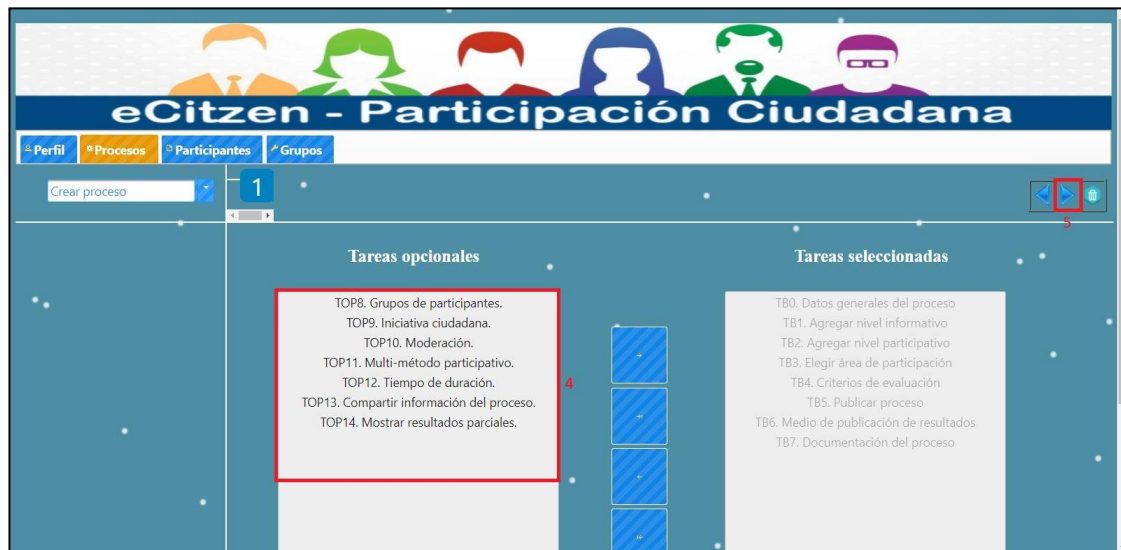 eCitzen - Participación Ciudadana
Perfil
Procesos
Participantes
Grupos
Crear proceso
1
5
Tareas opcionales
TOP8. Grupos de participantes.
TOP9. Iniciativa ciudadana.
TOP10. Moderación.
TOP11. Multi-método participativo.
TOP12. Tiempo de duración.
TOP13. Compartir información del proceso.
TOP14. Mostrar resultados parciales.
4
Tareas seleccionadas
TB0. Datos generales del proceso
TB1. Agregar nivel informativo
TB2. Agregar nivel participativo
TB3. Elegir área de participación
TB4. Criterios de evaluación
TB5. Publicar proceso
TB6. Medio de publicación de resultados
TB7. Documentación del proceso